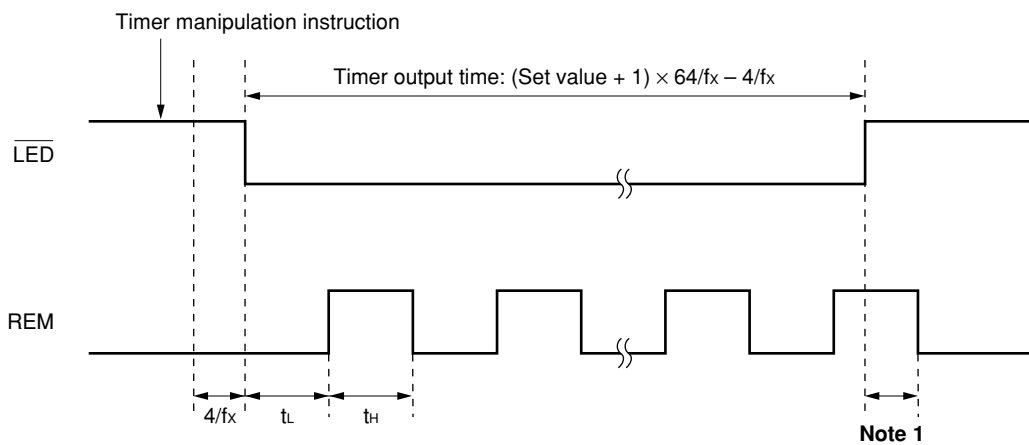 Timer manipulation instruction
Timer output time: (Set value + 1) × 64/fx – 4/fx
LED
REM
4/fx
tL
tH
Note 1